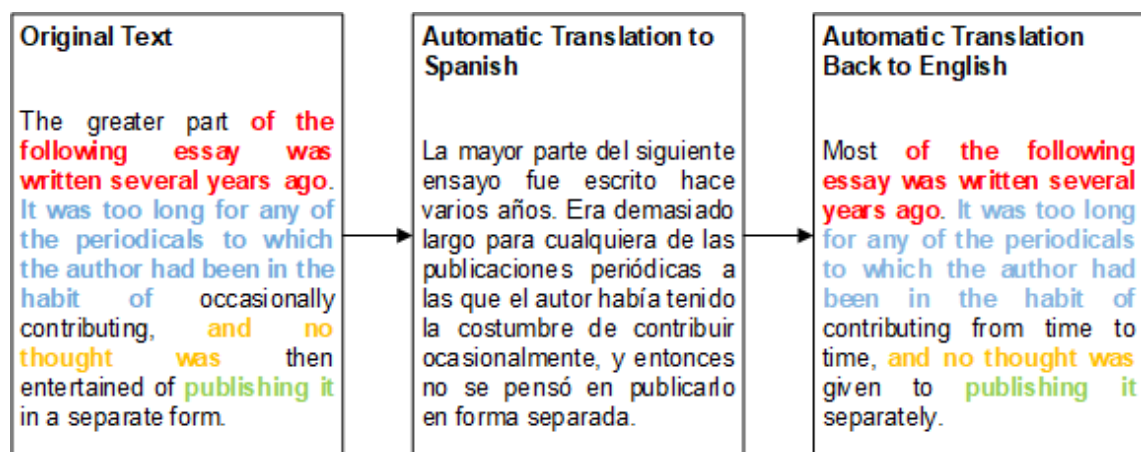 Original Text
The greater part of the
following essay was
written several years ago.
It was too long for any of
the periodicals to which
the author had been in the
habit of occasionally
contributing, and no
thought was then
entertained of publishing it
in a separate form.
Automatic Translation to
Spanish
La mayor parte del siguiente
ensayo fue escrito hace
varios años. Era demasiado
largo para cualquiera de las
publicaciones periódicas a
las que el autor había tenido
la costumbre de contribuir
ocasionalmente, y entonces
no se pensó en publicarlo
en forma separada.
Automatic Translation
Back to English
Most of the following
essay was written several
years ago. It was too long
for any of the periodicals
to which the author had
been in the habit of
contributing from time to
time, and no thought was
given to publishing it
separately.